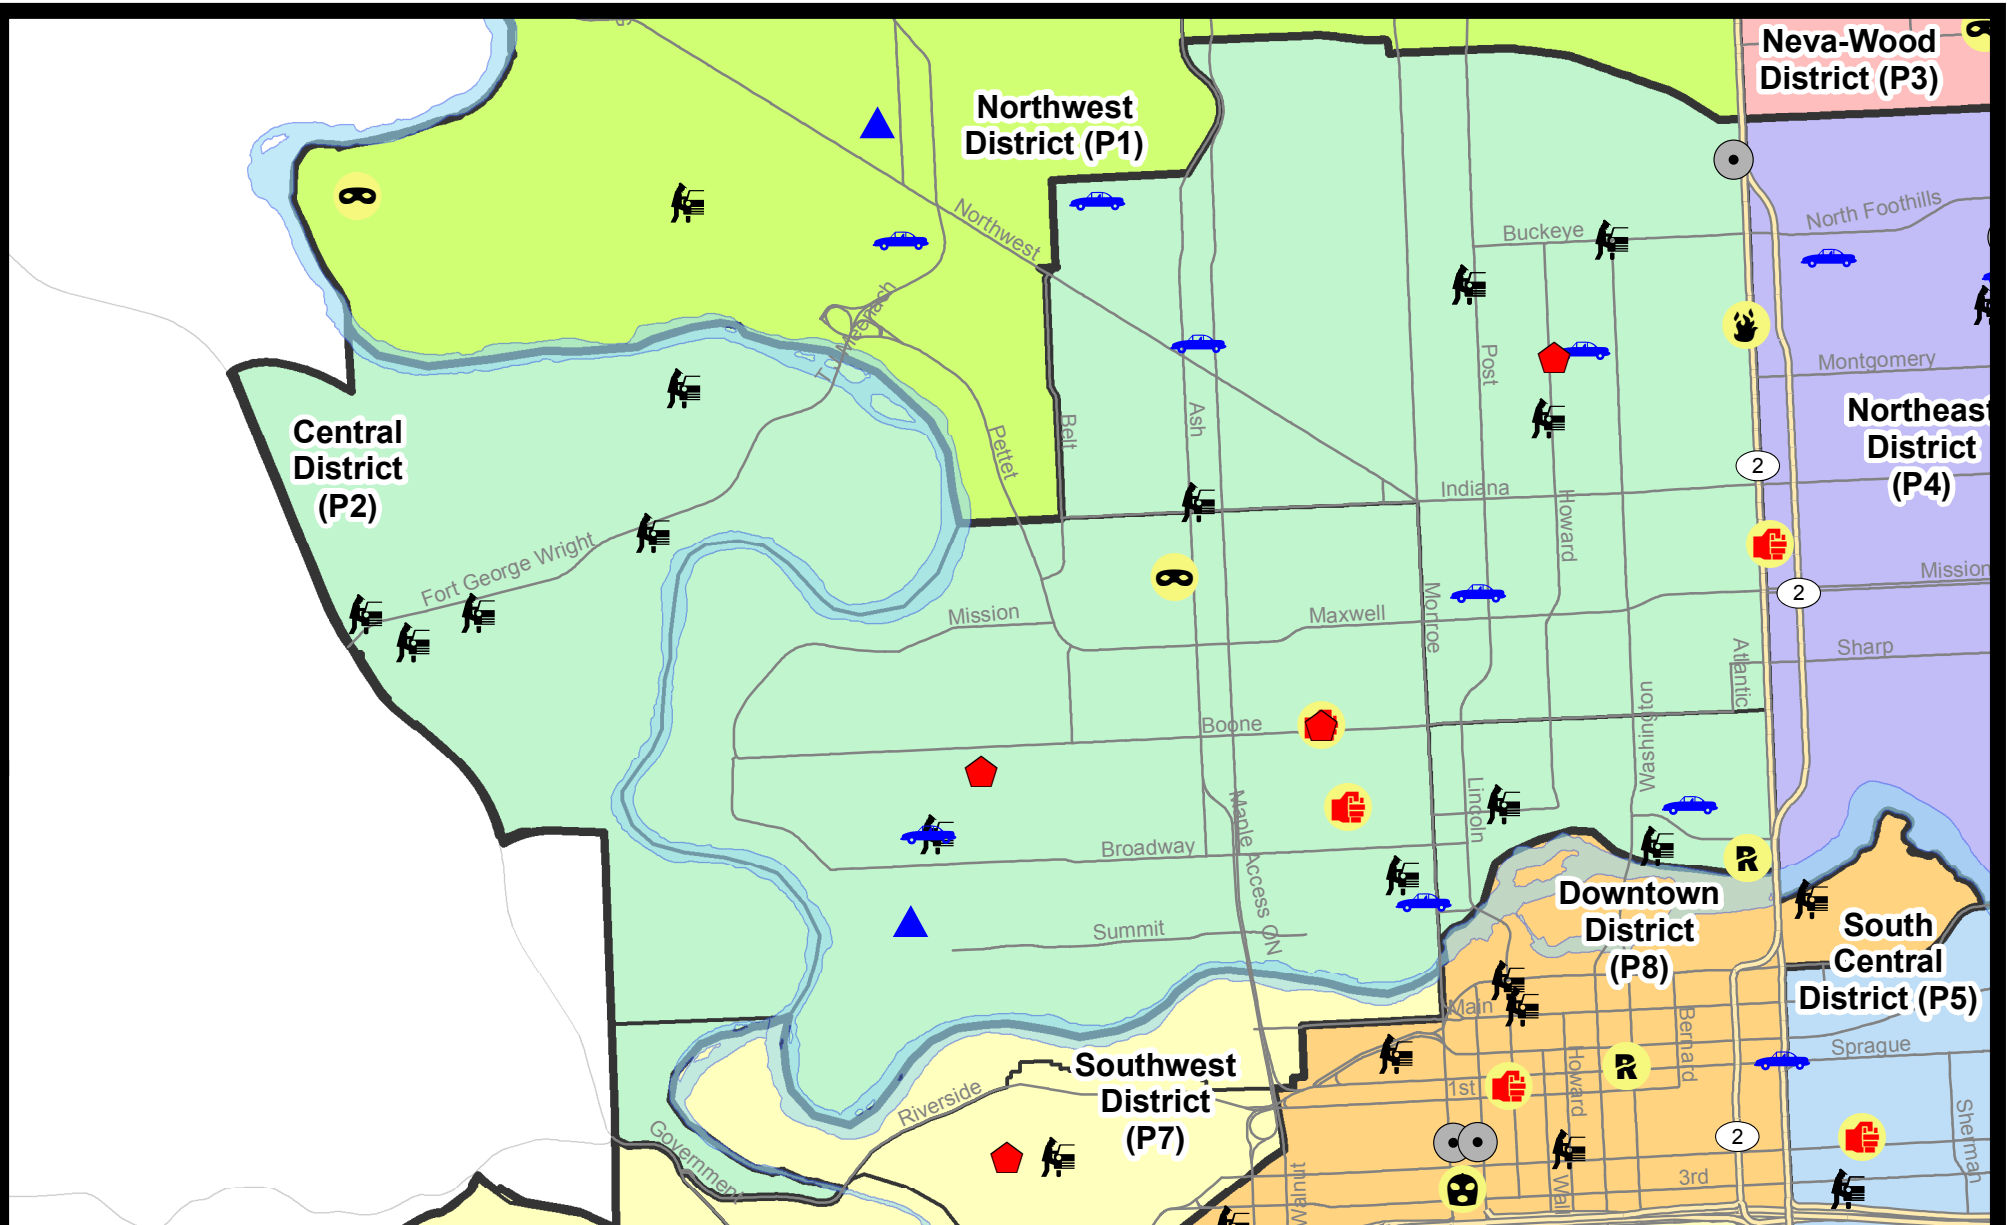 Neva-Wood
District (P3)
Northwest
District (P1)
Northwest
North Foothills
Buckeye
T J Meenach
Montgomery
Post
Central
District
(P2)
Northeast
District
(P4)
Belt
Ash
Pettet
2
Indiana
Howard
Fort George Wright
Mission
2
Mission
Maxwell
Monroe
Sharp
Atlantic
Washington
Boone
Lincoln
Maple Access ON
Broadway
Downtown
District
(P8)
South
Central
District (P5)
Summit
Main
Bernard
Sprague
Southwest
District
(P7)
Riverside
1st
Howard
Sherman
Government
2
3rd
Walnut
Wall
R
R